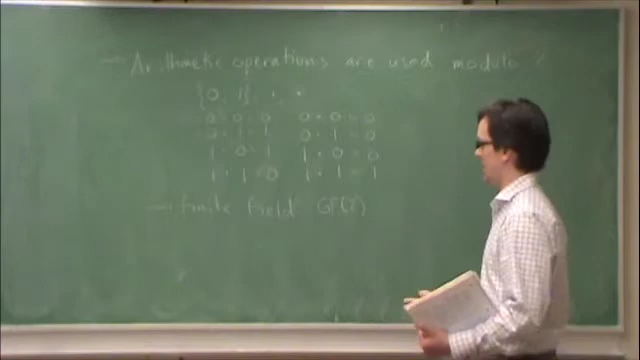 — Arithmetic operations are used modulo 2
{0, 1}, +, •
0 + 0 = 0   0 • 0 = 0
0 + 1 = 1   0 • 1 = 0
1 + 0 = 1   1 • 0 = 0
1 + 1 = 0   1 • 1 = 1
— finite field GF(2)